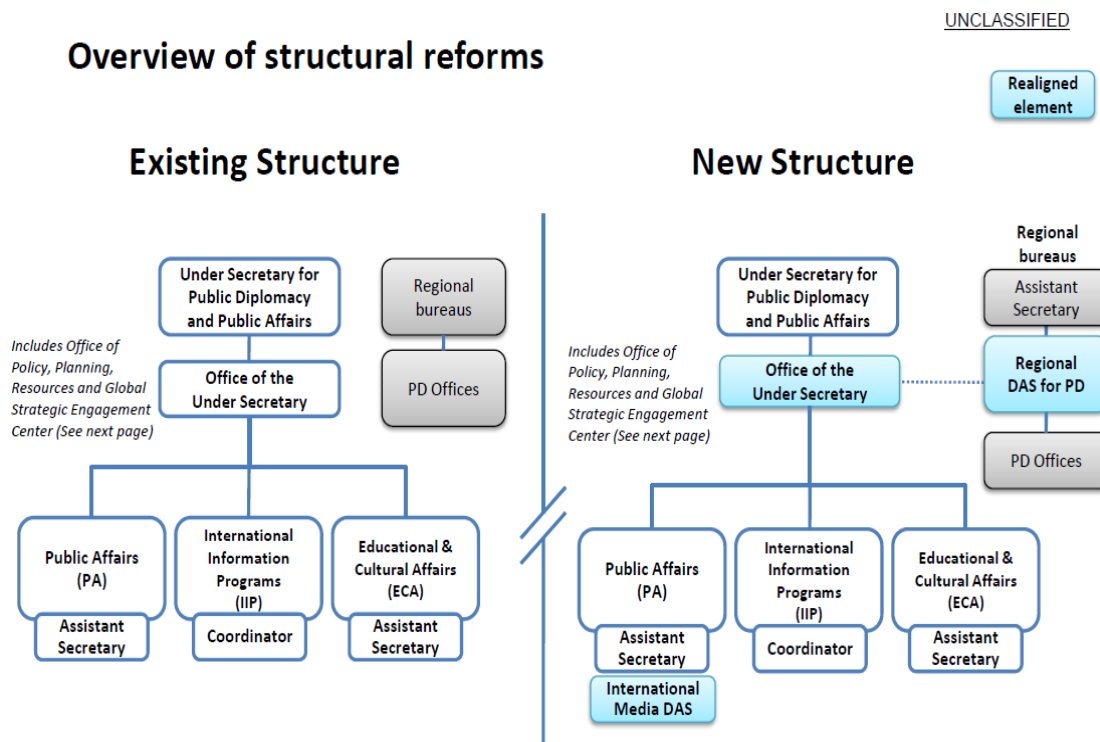 UNCLASSIFIED
Overview of structural reforms
Realigned
element
Existing Structure
Under Secretary for
Public Diplomacy
and Public Affairs
Regional
bureaus
Includes Office of
Policy, Planning,
Resources and Global
Strategic Engagement
Center (See next page)
Office of the
Under Secretary
PD Offices
Public Affairs
(PA)
Assistant
Secretary
International
Information
Programs
(IIP)
Coordinator
Educational &
Cultural Affairs
(ECA)
Assistant
Secretary
New Structure
Under Secretary for
Public Diplomacy
and Public Affairs
Regional
bureaus
Assistant
Secretary
Includes Office of
Policy, Planning,
Resources and Global
Strategic Engagement
Center (See next page)
Office of the
Under Secretary
Regional
DAS for PD
PD Offices
Public Affairs
(PA)
Assistant
Secretary
International
Media DAS
International
Information
Programs
(IIP)
Coordinator
Educational &
Cultural Affairs
(ECA)
Assistant
Secretary